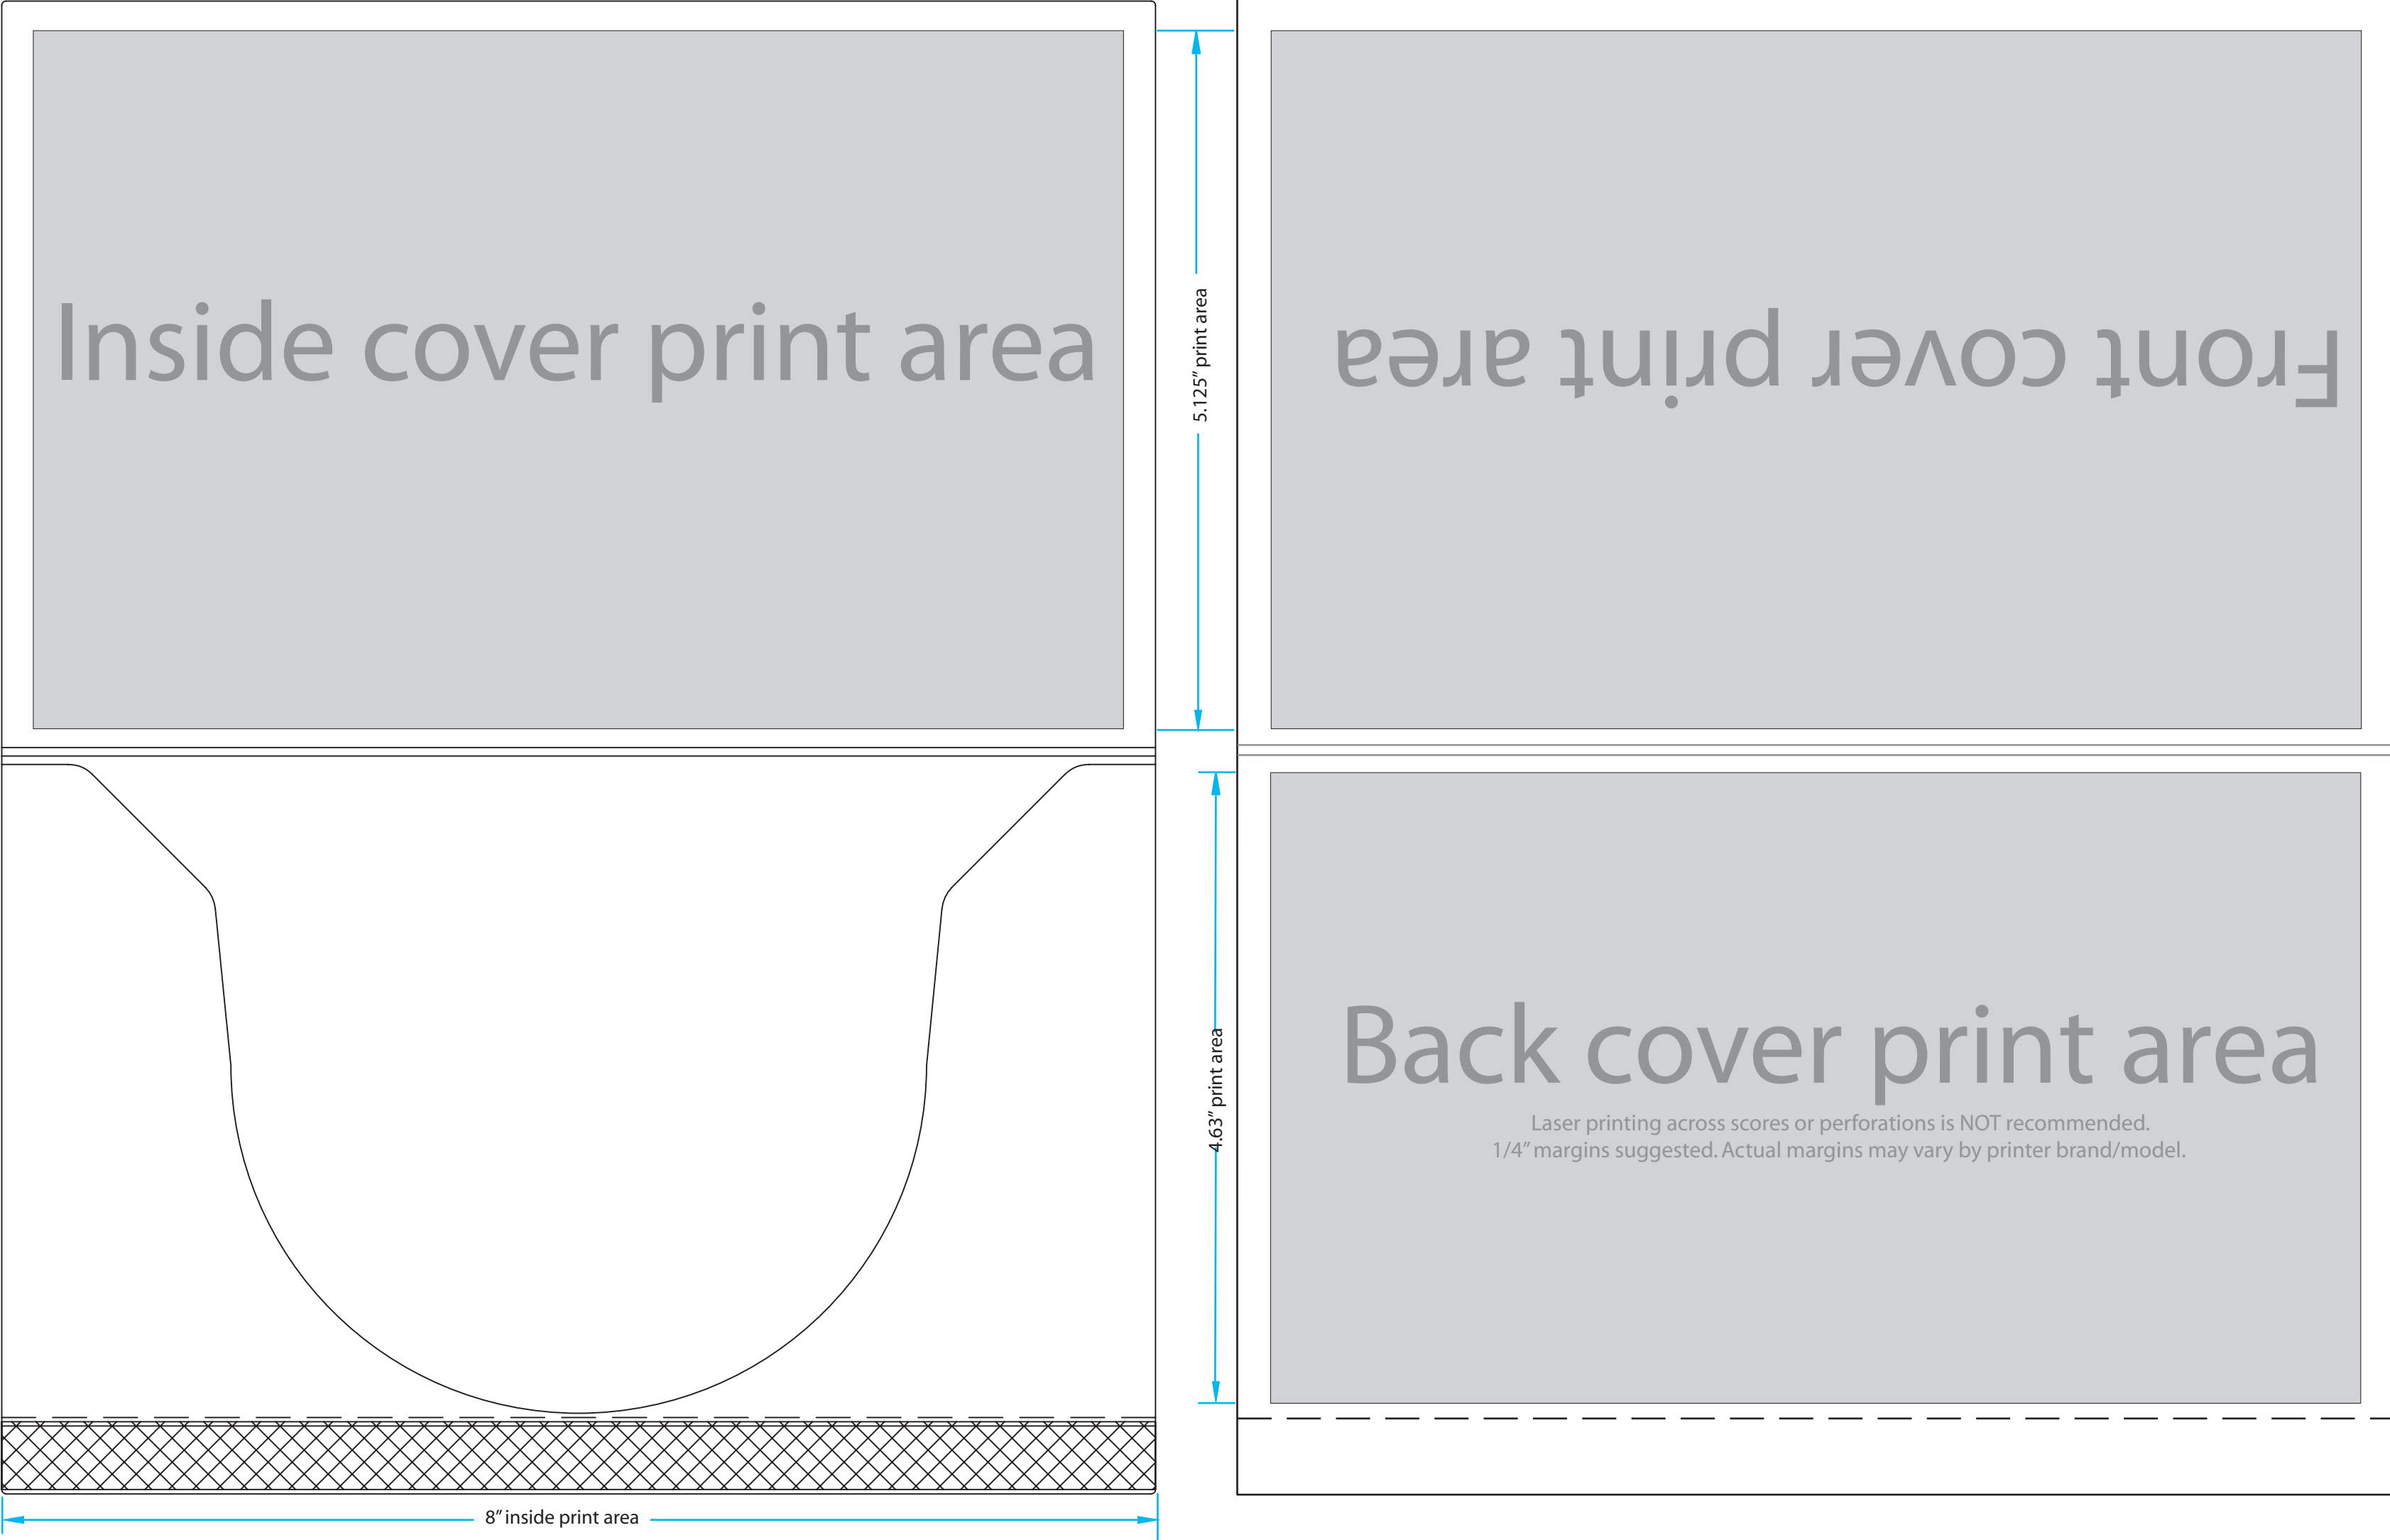 Inside cover print area
5.125” print area
Front cover print area
4.63” print area
Back cover print area
Laser printing across scores or perforations is NOT recommended.
1/4” margins suggested. Actual margins may vary by printer brand/model.
8” inside print area